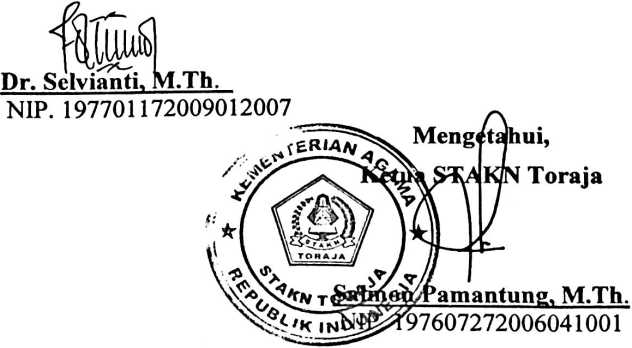 Dr. Selvianti, M.Th.
NIP. 197701172009012007
Mengetahui,
Ketua STAKN Toraja
KEMENTERIAN AGAMA
STAKN
TORAJA
STAKN TORAJA
REPUBLIK INDONESIA
Salmon Pamantung, M.Th.
NIP. 197607272006041001